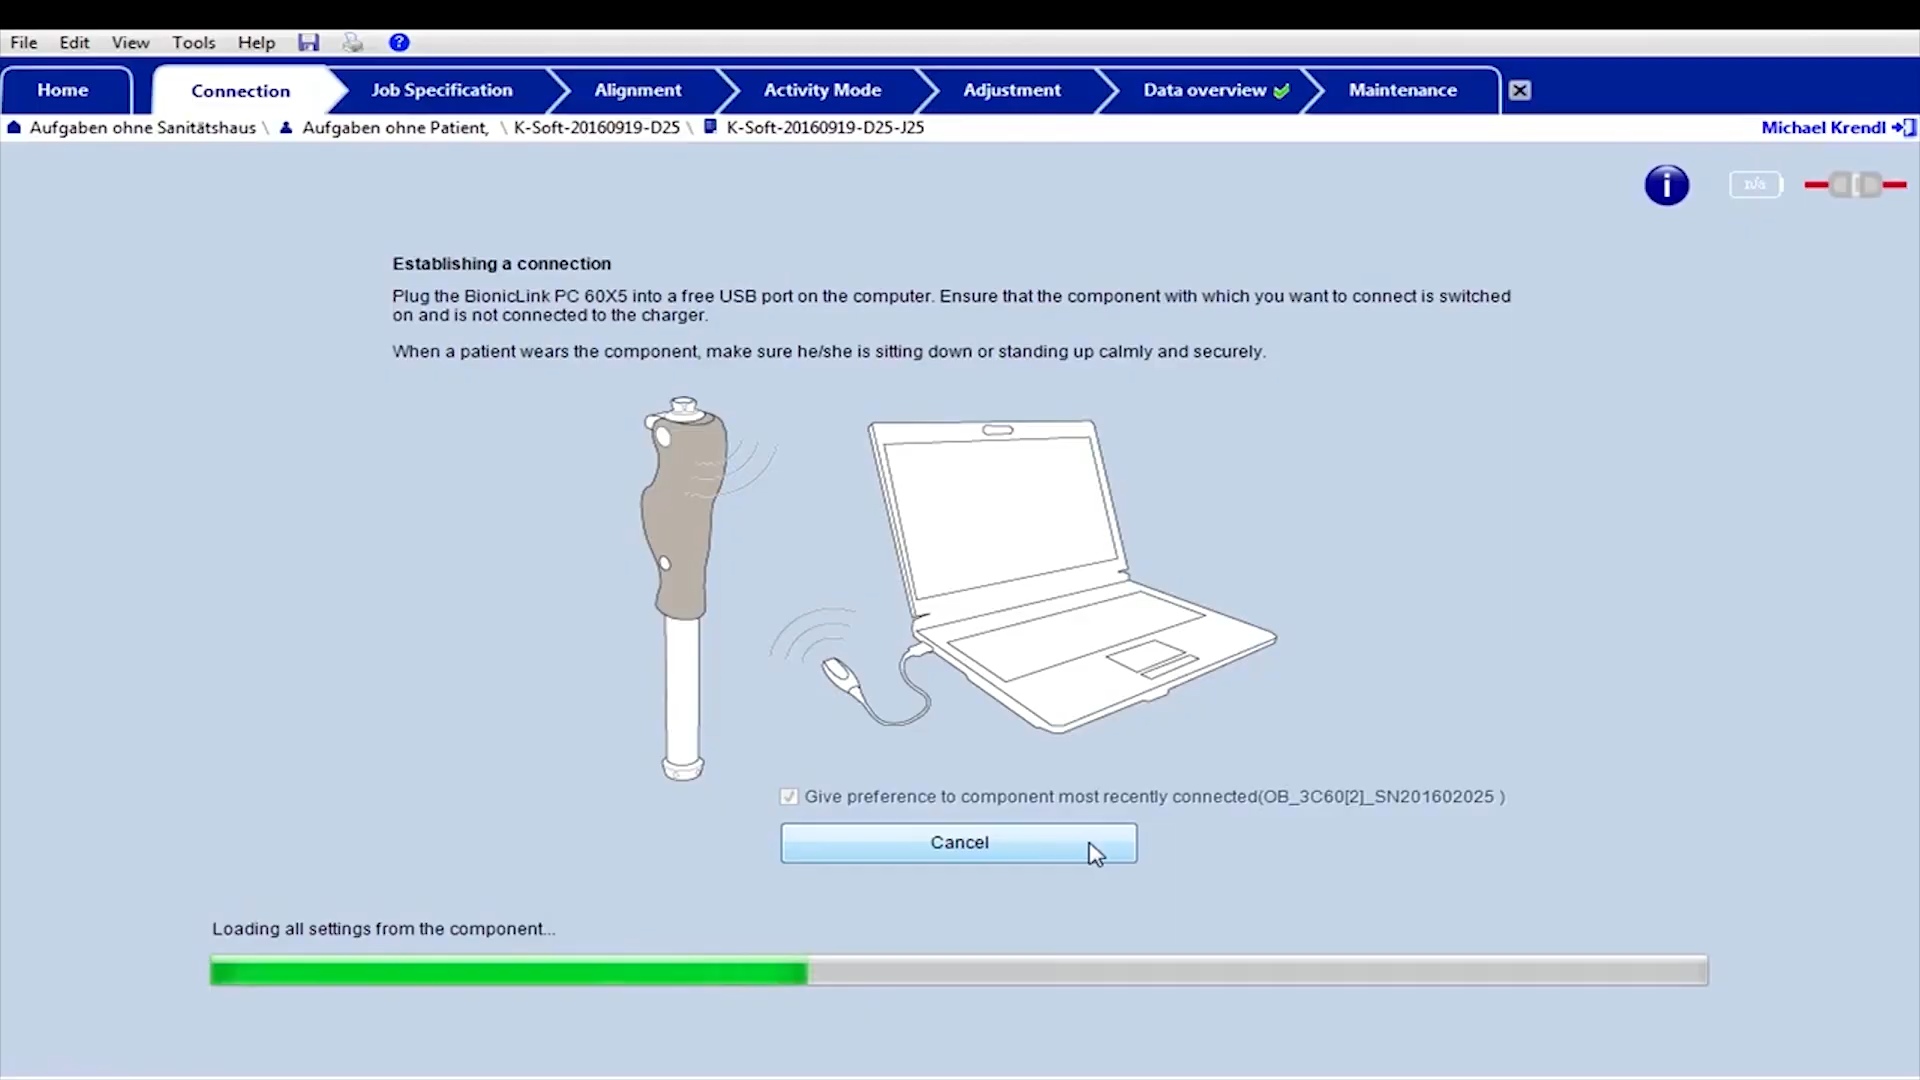 File Edit View Tools Help ?
Home Connection Job Specification Alignment Activity Mode Adjustment Data overview Maintenance
Aufgaben ohne Sanitätshaus \ Aufgaben ohne Patient, \ K-Soft-20160919-D25 \ K-Soft-20160919-D25-J25 Michael Krendl
i n/a
Establishing a connection
Plug the BionicLink PC 60X5 into a free USB port on the computer. Ensure that the component with which you want to connect is switched
on and is not connected to the charger.
When a patient wears the component, make sure he/she is sitting down or standing up calmly and securely.
Give preference to component most recently connected(OB_3C60[2]_SN201602025 )
Cancel
Loading all settings from the component...